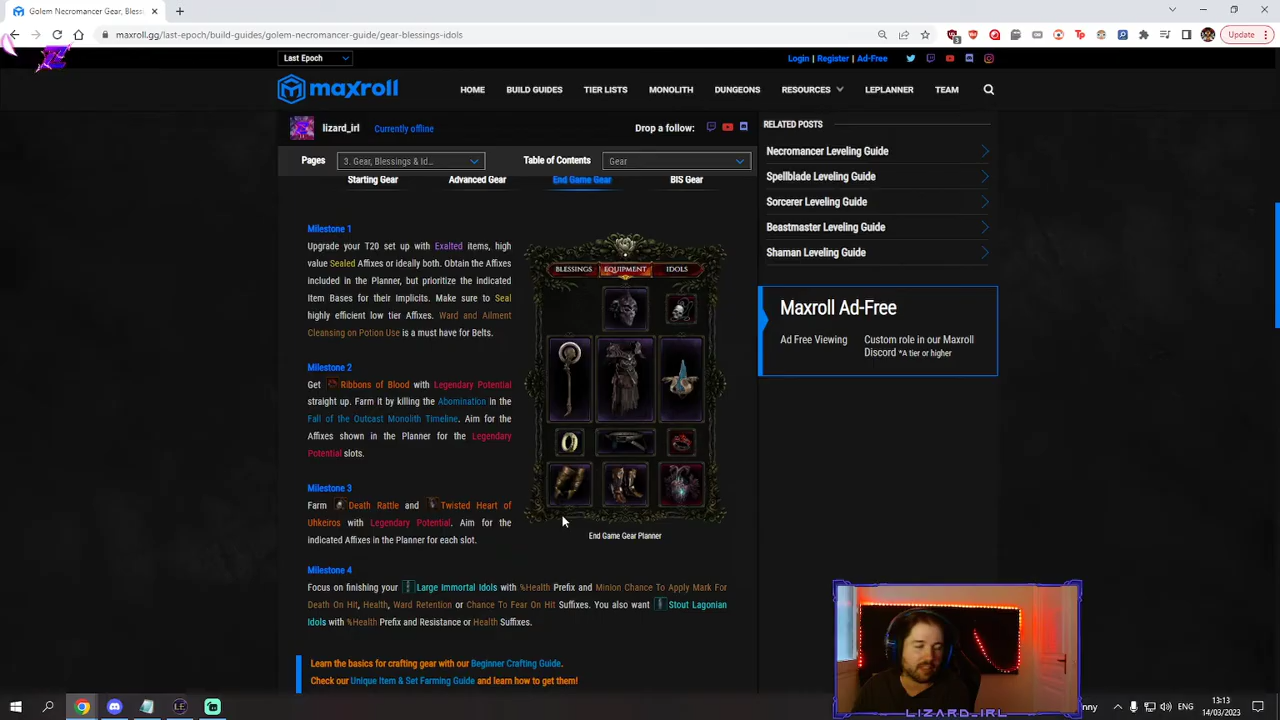 Golem Necromancer Gear, Bless
maxroll.gg/last-epoch/build-guides/golem-necromancer-guide/gear-blessings-idols
3
Update
Last Epoch
Login | Register | Ad-Free
maxroll
HOME
BUILD GUIDES
TIER LISTS
MONOLITH
DUNGEONS
RESOURCES
LEPLANNER
TEAM
lizard_irl
Currently offline
Drop a follow:
Pages
3. Gear, Blessings & Id...
Table of Contents
Gear
Starting Gear
Advanced Gear
End Game Gear
BIS Gear
Milestone 1
Upgrade your T20 set up with Exalted items, high
value Sealed Affixes or ideally both. Obtain the Affixes
included in the Planner, but prioritize the indicated
Item Bases for their Implicits. Make sure to Seal
highly efficient low tier Affixes. Ward and Ailment
Cleansing on Potion Use is a must have for Belts.
Milestone 2
Get Ribbons of Blood with Legendary Potential
straight up. Farm it by killing the Abomination in the
Fall of the Outcast Monolith Timeline. Aim for the
Affixes shown in the Planner for the Legendary
Potential slots.
Milestone 3
Farm Death Rattle and Twisted Heart of
Uhkeiros with Legendary Potential. Aim for the
indicated Affixes in the Planner for each slot.
BLESSINGS
EQUIPMENT
IDOLS
End Game Gear Planner
Milestone 4
Focus on finishing your Large Immortal Idols with %Health Prefix and Minion Chance To Apply Mark For
Death On Hit, Health, Ward Retention or Chance To Fear On Hit Suffixes. You also want Stout Lagonian
Idols with %Health Prefix and Resistance or Health Suffixes.
Learn the basics for crafting gear with our Beginner Crafting Guide.
Check our Unique Item & Set Farming Guide and learn how to get them!
RELATED POSTS
Necromancer Leveling Guide
Spellblade Leveling Guide
Sorcerer Leveling Guide
Beastmaster Leveling Guide
Shaman Leveling Guide
Maxroll Ad-Free
Ad Free Viewing
Custom role in our Maxroll
Discord *A tier or higher
LIZARD_IRL
nny
ENG
13:13
14/03/2023